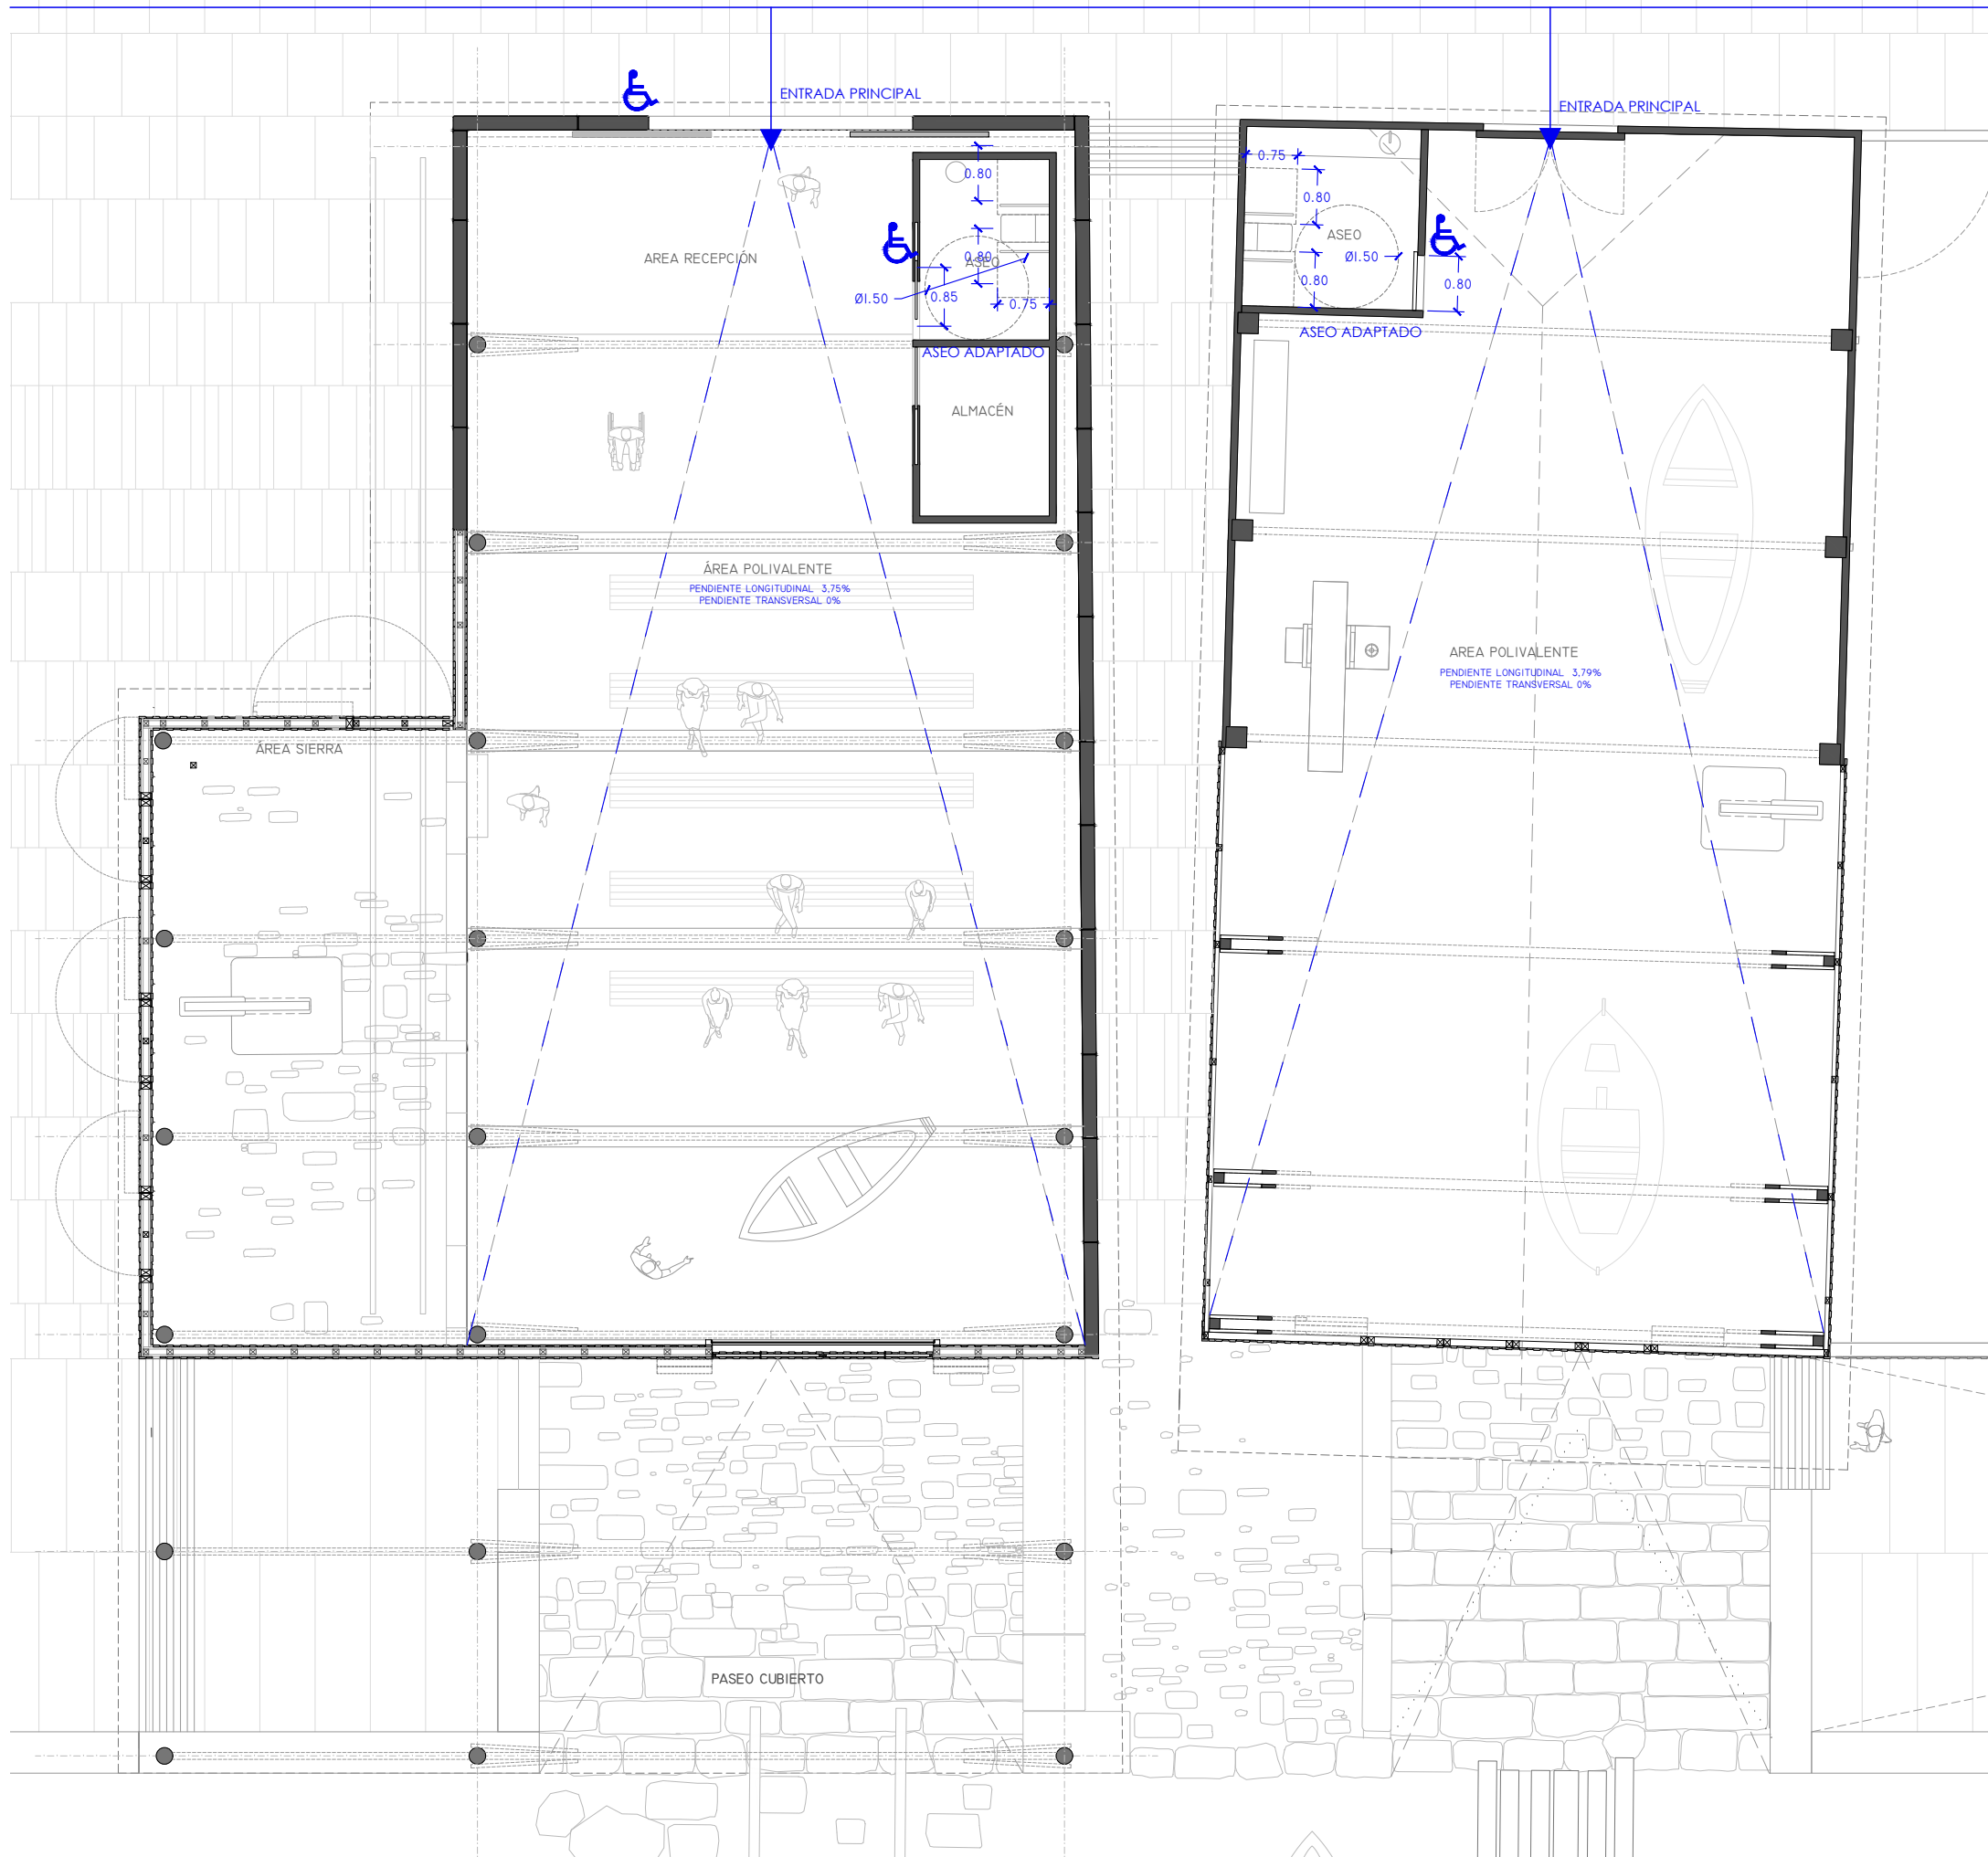 ENTRADA PRINCIPAL
ENTRADA PRINCIPAL
0.80
AREA RECEPCIÓN
0.80
ASEO
Ø1.50
0.85
0.75
ASEO ADAPTADO
ALMACÉN
0.75
0.80
ASEO
Ø1.50
0.80
0.80
ASEO ADAPTADO
ÁREA POLIVALENTE
PENDIENTE LONGITUDINAL 3,75%
PENDIENTE TRANSVERSAL 0%
AREA POLIVALENTE
PENDIENTE LONGITUDINAL 3,79%
PENDIENTE TRANSVERSAL 0%
ÁREA SIERRA
PASEO CUBIERTO